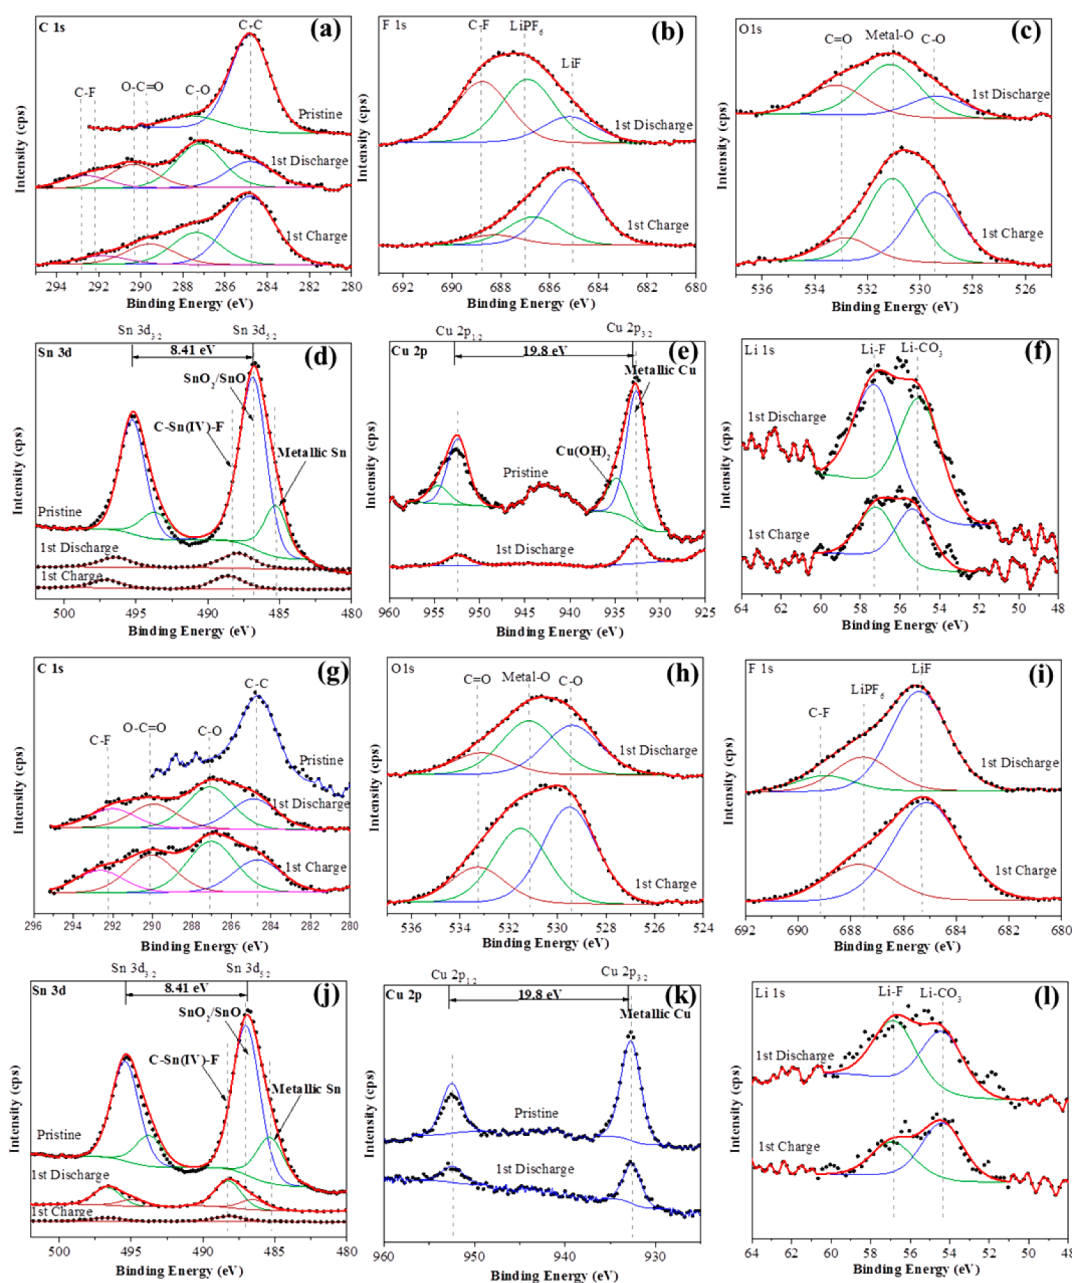 C 1s
(a)
C-C
C-F
O-C=O
C-O
Pristine
1st Discharge
1st Charge
Intensity (cps)
294 292 290 288 286 284 282 280
Binding Energy (eV)
F 1s
(b)
C-F
LiPF6
LiF
1st Discharge
1st Charge
Intensity (cps)
692 690 688 686 684 682 680
Binding Energy (eV)
O1s
(c)
C=O
Metal-O
C-O
1st Discharge
1st Charge
Intensity (cps)
536 534 532 530 528 526
Binding Energy (eV)
Sn 3d3/2
Sn 3d5/2
Sn 3d
8.41 eV
(d)
SnO2/SnO
C-Sn(IV)-F
Metallic Sn
Pristine
1st Discharge
1st Charge
Intensity (cps)
500 496 492 488 484 480
Binding Energy (eV)
Cu 2p1/2
Cu 2p3/2
Cu 2p
19.8 eV
(e)
Metallic Cu
Cu(OH)2
Pristine
1st Discharge
Intensity (cps)
960 955 950 945 940 935 930 925
Binding Energy (eV)
Li 1s
Li-F
Li-CO3
(f)
1st Discharge
1st Charge
Intensity (cps)
64 62 60 58 56 54 52 50 48
Binding Energy (eV)
C 1s
(g)
C-C
C-F
O-C=O
C-O
Pristine
1st Discharge
1st Charge
Intensity (cps)
296 294 292 290 288 286 284 282 280
Binding Energy (eV)
O1s
(h)
C=O
Metal-O
C-O
1st Discharge
1st Charge
Intensity (cps)
536 534 532 530 528 526 524
Binding Energy (eV)
F 1s
(i)
C-F
LiPF6
LiF
1st Discharge
1st Charge
Intensity (cps)
692 690 688 686 684 682 680
Binding Energy (eV)
Sn 3d3/2
Sn 3d5/2
Sn 3d
8.41 eV
(j)
SnO2/SnO
C-Sn(IV)-F
Metallic Sn
Pristine
1st Discharge
1st Charge
Intensity (cps)
500 496 492 488 484 480
Binding Energy (eV)
Cu 2p1/2
Cu 2p3/2
Cu 2p
19.8 eV
(k)
Metallic Cu
Pristine
1st Discharge
Intensity (cps)
960 950 940 930
Binding Energy (eV)
Li 1s
Li-F
Li-CO3
(l)
1st Discharge
1st Charge
Intensity (cps)
64 62 60 58 56 54 52 50 48
Binding Energy (eV)